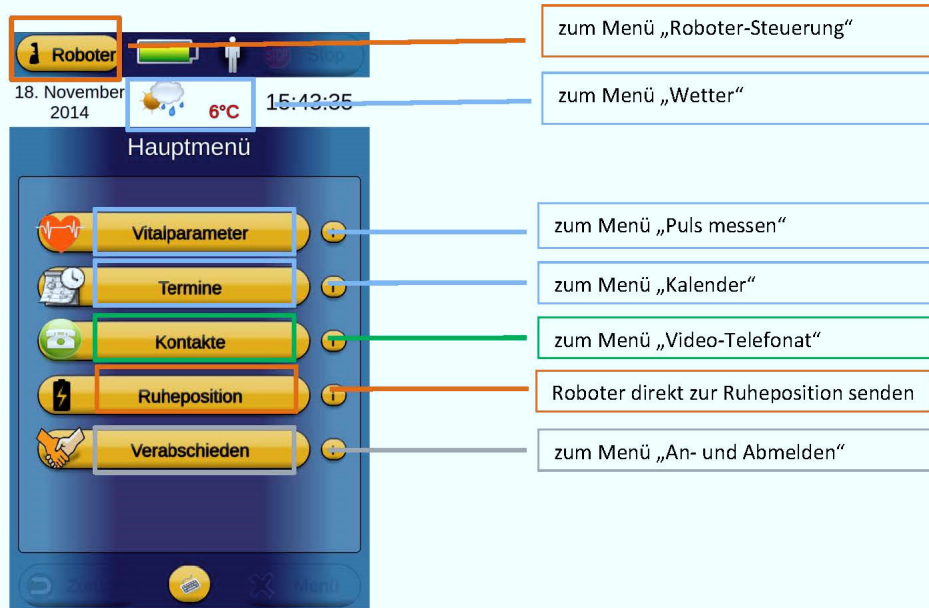 Roboter
Stop
zum Menü „Roboter-Steuerung“
18. November
2014
6°C
15:43:35
zum Menü „Wetter“
Hauptmenü
Vitalparameter
zum Menü „Puls messen“
Termine
zum Menü „Kalender“
Kontakte
zum Menü „Video-Telefonat“
Ruheposition
Roboter direkt zur Ruheposition senden
Verabschieden
zum Menü „An- und Abmelden“
Menü